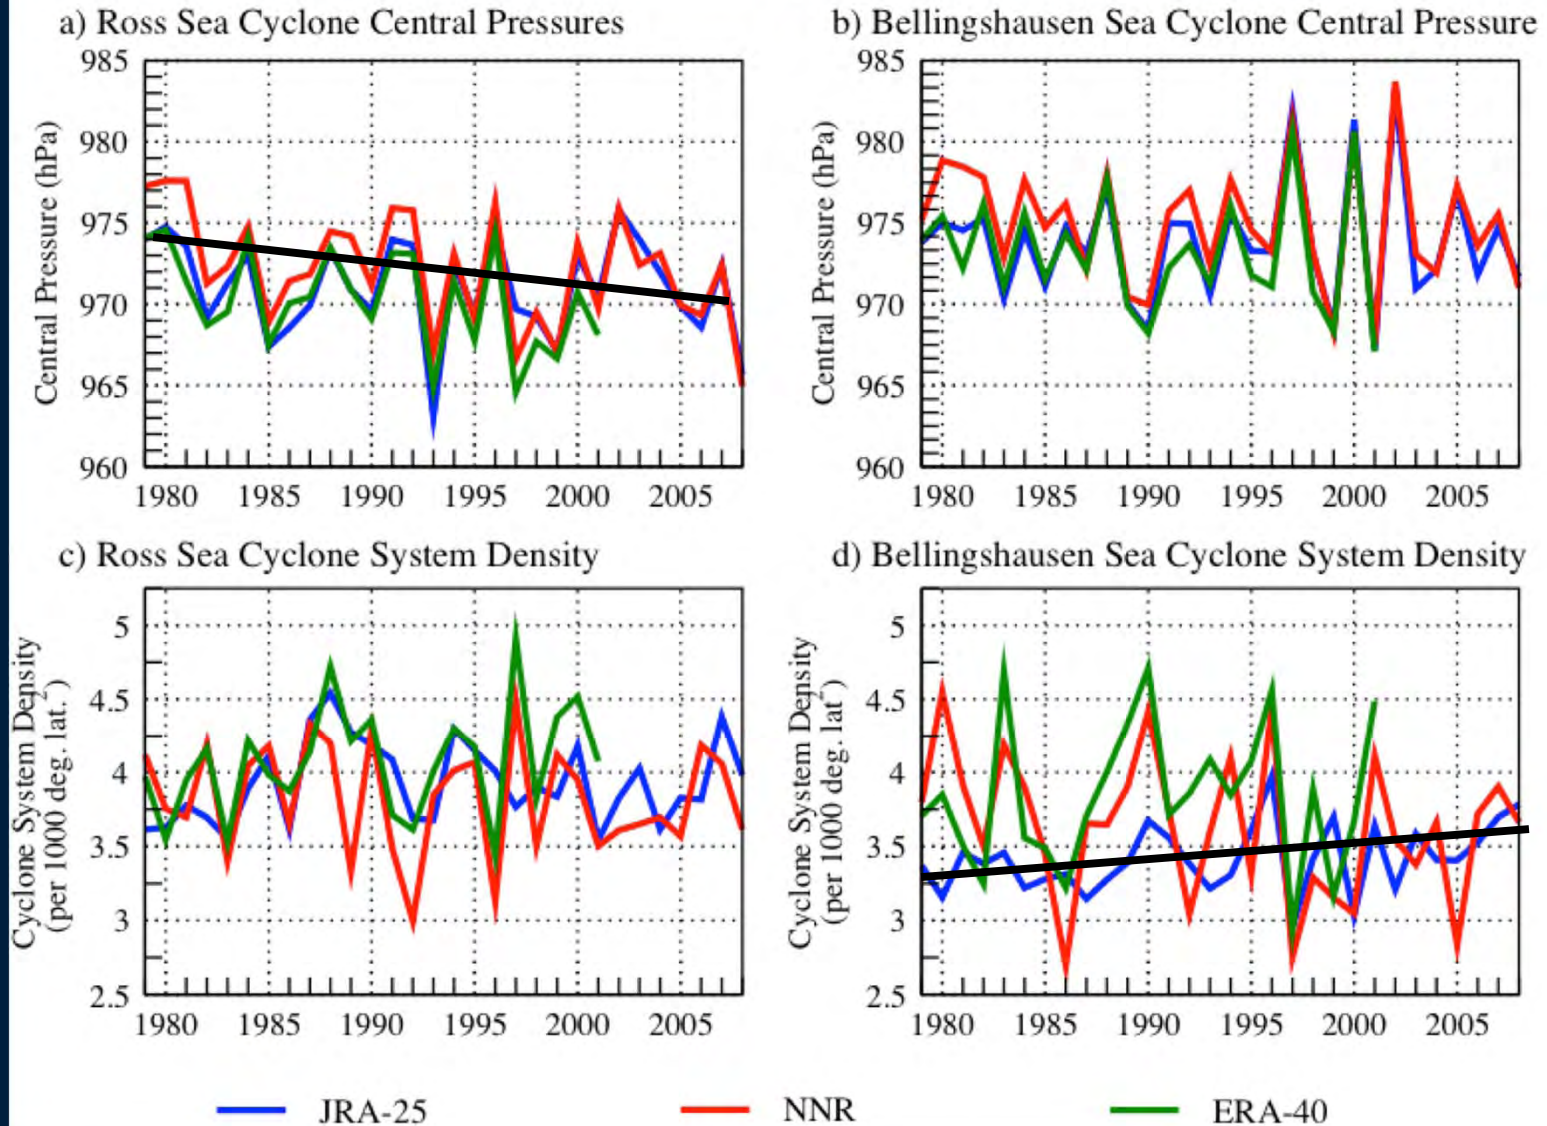 a) Ross Sea Cyclone Central Pressures
985
980
975
970
965
960
Central Pressure (hPa)
1980 1985 1990 1995 2000 2005
b) Bellingshausen Sea Cyclone Central Pressure
985
980
975
970
965
960
Central Pressure (hPa)
1980 1985 1990 1995 2000 2005
c) Ross Sea Cyclone System Density
5
4.5
4
3.5
3
2.5
Cyclone System Density
(per 1000 deg. lat.²)
1980 1985 1990 1995 2000 2005
d) Bellingshausen Sea Cyclone System Density
5
4.5
4
3.5
3
2.5
Cyclone System Density
(per 1000 deg. lat²)
1980 1985 1990 1995 2000 2005
JRA-25 NNR ERA-40